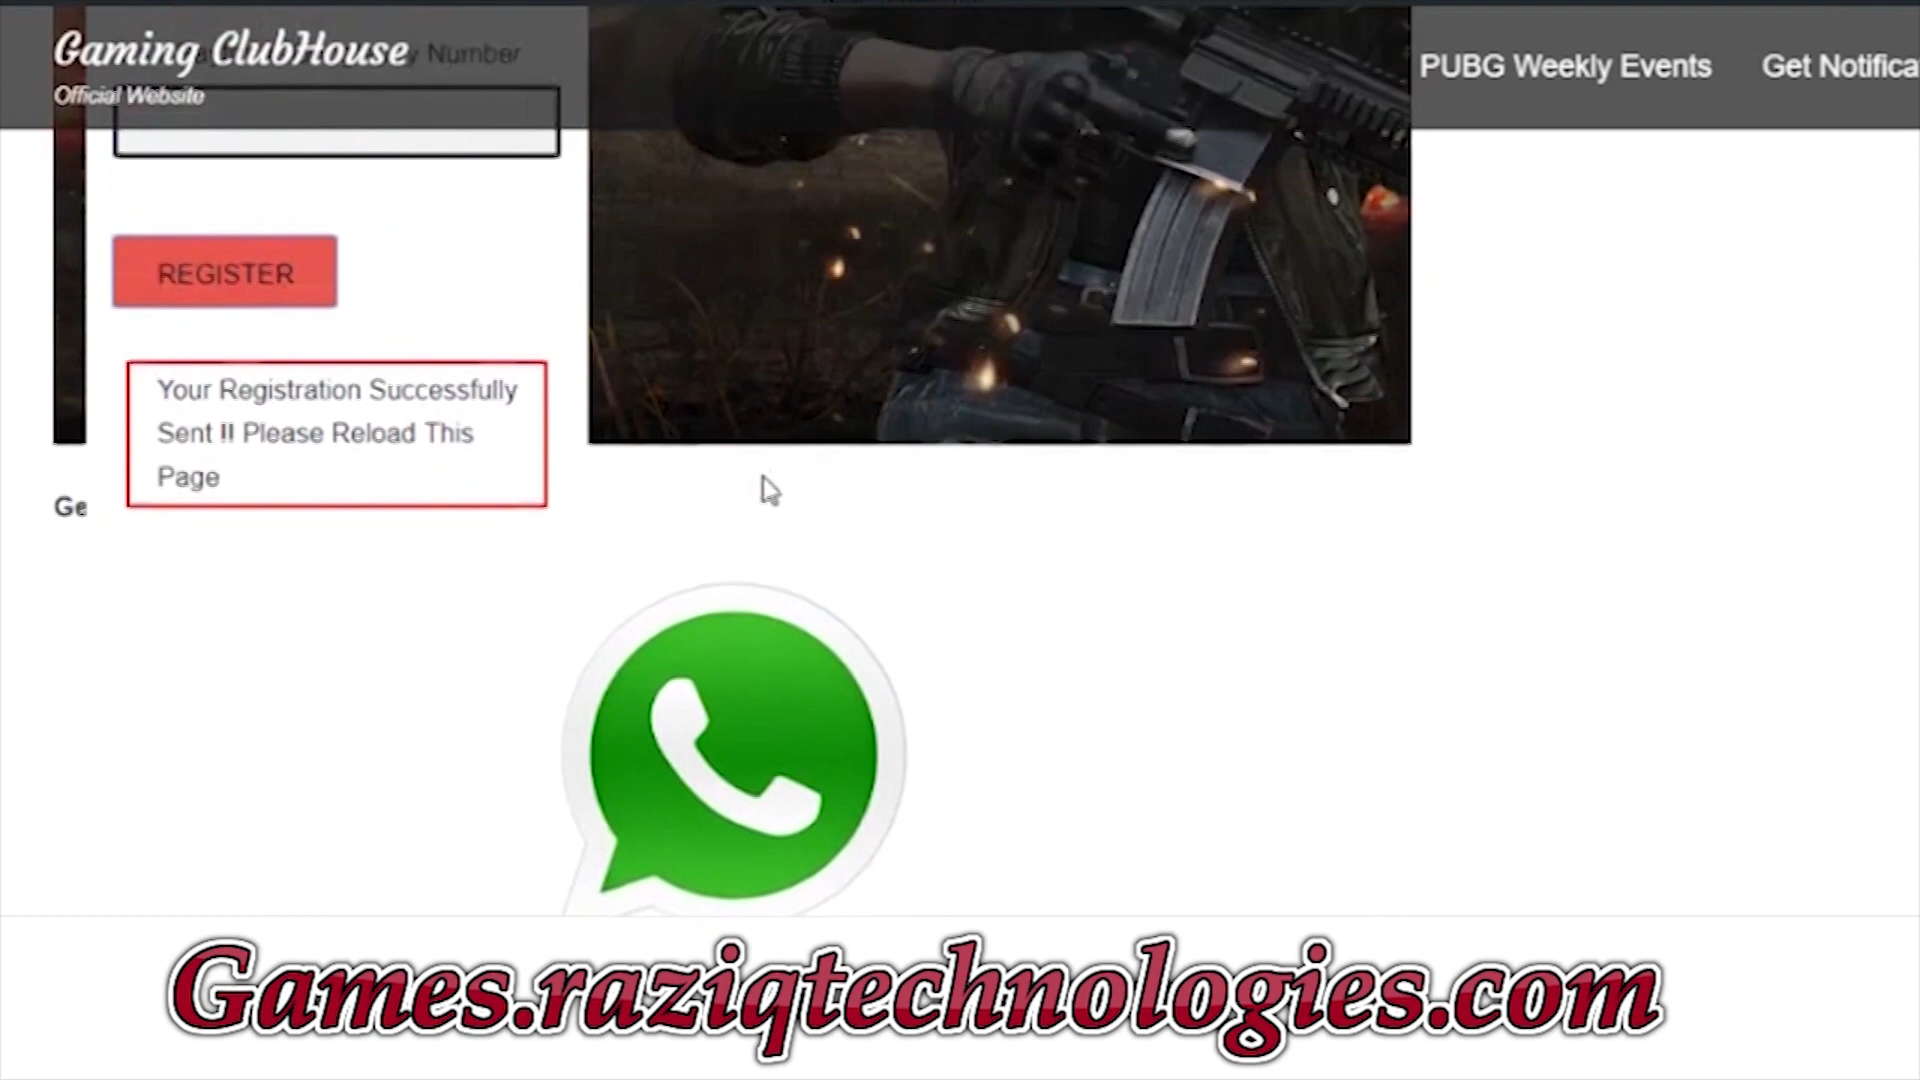 Gaming ClubHouse
Number
Official Website
PUBG Weekly Events
Get Notifica
REGISTER
Your Registration Successfully
Sent !! Please Reload This
Page
Ge
Games.raziqtechnologies.com